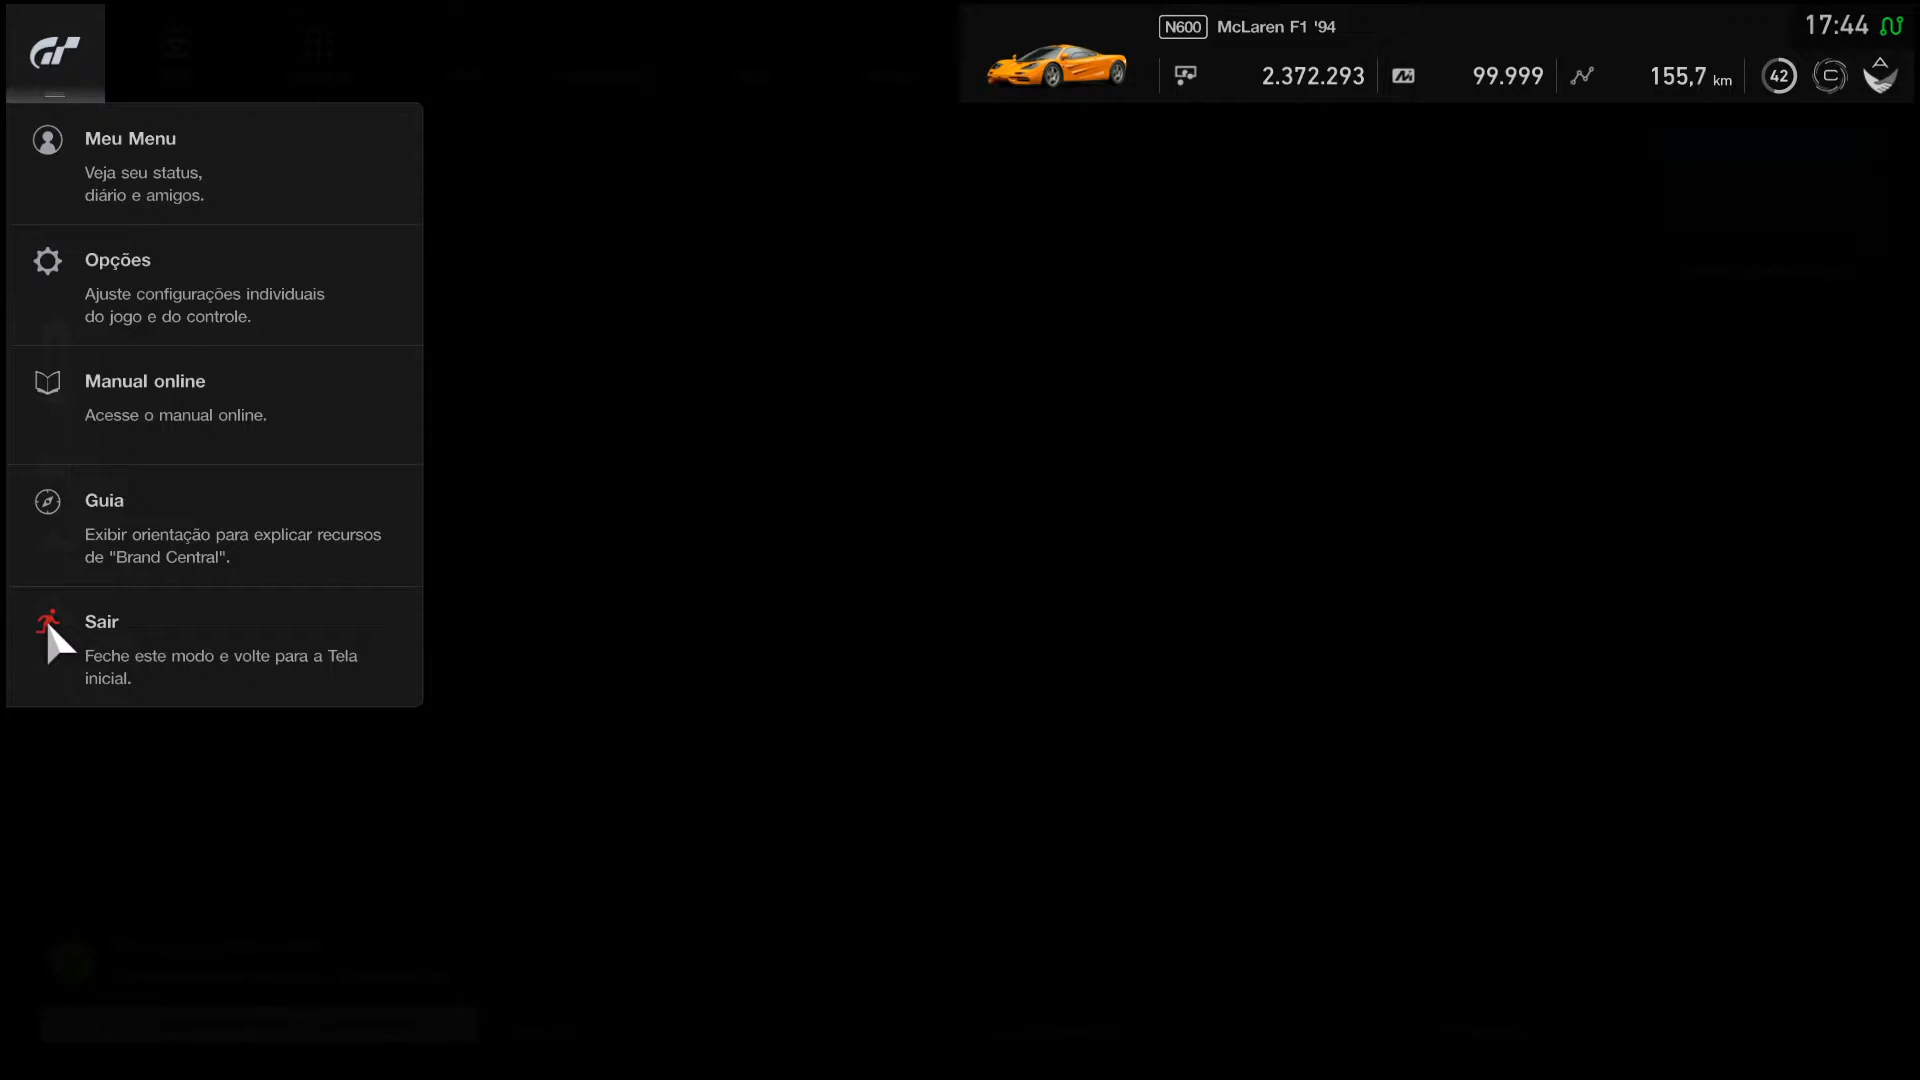 N600 McLaren F1 '94
17:44
2.372.293
99.999
155,7 km
42
C
A
Meu Menu
Veja seu status,
diário e amigos.
Opções
Ajuste configurações individuais
do jogo e do controle.
Manual online
Acesse o manual online.
Guia
Exibir orientação para explicar recursos
de "Brand Central".
Sair
Feche este modo e volte para a Tela
inicial.